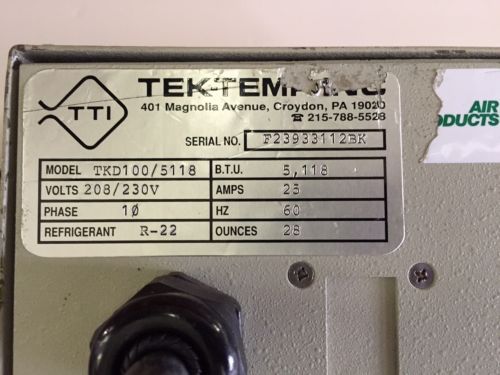 TTI
TEK-TEMP INC
401 Magnolia Avenue, Croydon, PA 19020
☎ 215-788-5528
SERIAL NO. F23933112BK
MODEL TKD100/5118 B.T.U. 5,118
VOLTS 208/230V AMPS 25
PHASE 1Ø HZ 60
REFRIGERANT R-22 OUNCES 28
AIR